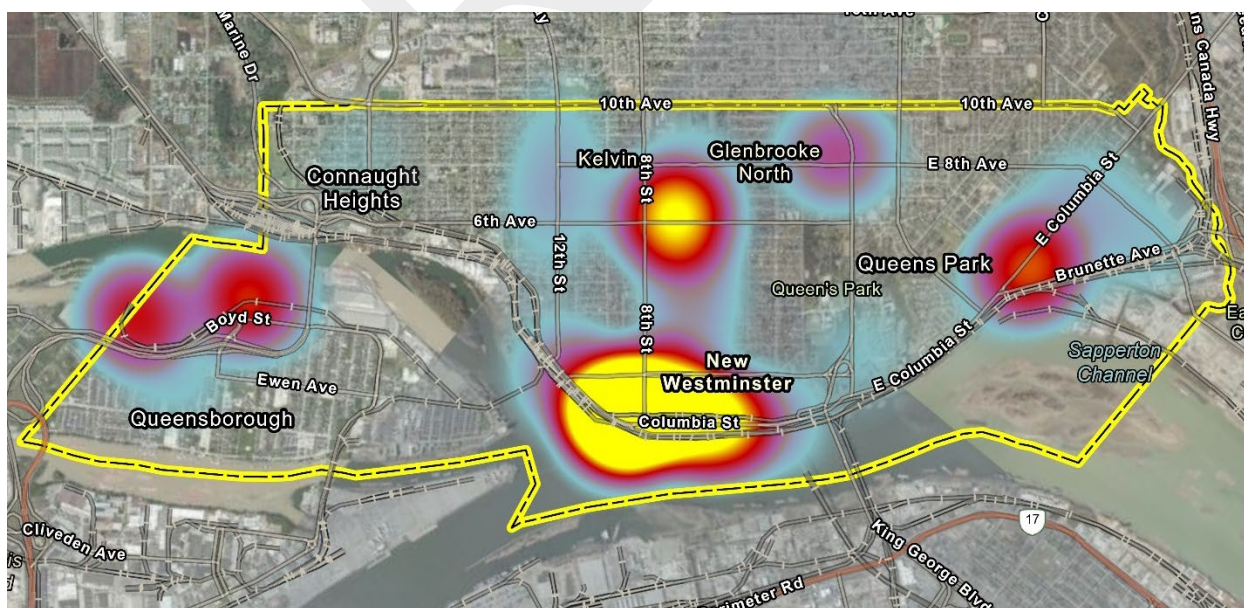 Marine Dr
10th Ave
10th Ave
Canada Hwy
Kelvin
8th St
Glenbrooke
North
E 8th Ave
E Columbia St
Connaught
Heights
6th Ave
12th St
Queens Park
Brunette Ave
Queen's Park
Boyd St
8th St
New
Westminster
E Columbia St
Sapperton
Channel
Ewen Ave
Queensborough
Columbia St
17
Cliveden Ave
King George Blvd